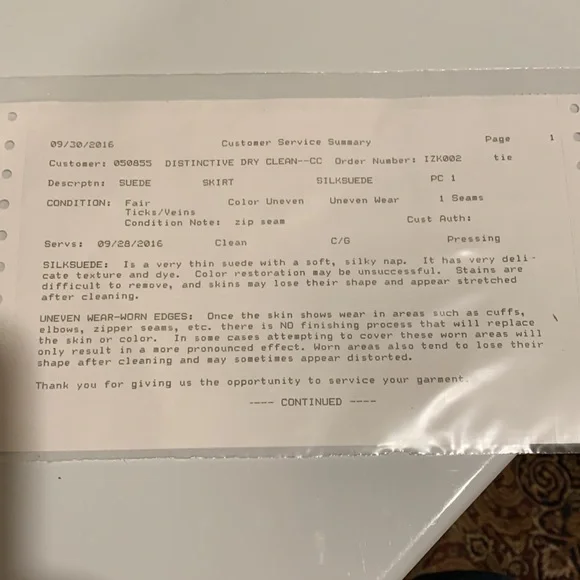 09/30/2016 Customer Service Summary Page 1
Customer: 050855 DISTINCTIVE DRY CLEAN--CC Order Number: IZK002 tie
Descrptn: SUEDE SKIRT SILKSUEDE PC 1
CONDITION: Fair Color Uneven Uneven Wear 1 Seams
Ticks/Veins
Condition Note: zip seam Cust Auth:
Servs: 09/28/2016 Clean C/G Pressing
SILKSUEDE: Is a very thin suede with a soft, silky nap. It has very deli-
cate texture and dye. Color restoration may be unsuccessful. Stains are
difficult to remove, and skins may lose their shape and appear stretched
after cleaning.
UNEVEN WEAR-WORN EDGES: Once the skin shows wear in areas such as cuffs,
elbows, zipper seams, etc. there is NO finishing process that will replace
the skin or color. In some cases attempting to cover these worn areas will
only result in a more pronounced effect. Worn areas also tend to lose their
shape after cleaning and may sometimes appear distorted.
Thank you for giving us the opportunity to service your garment.
---- CONTINUED ----